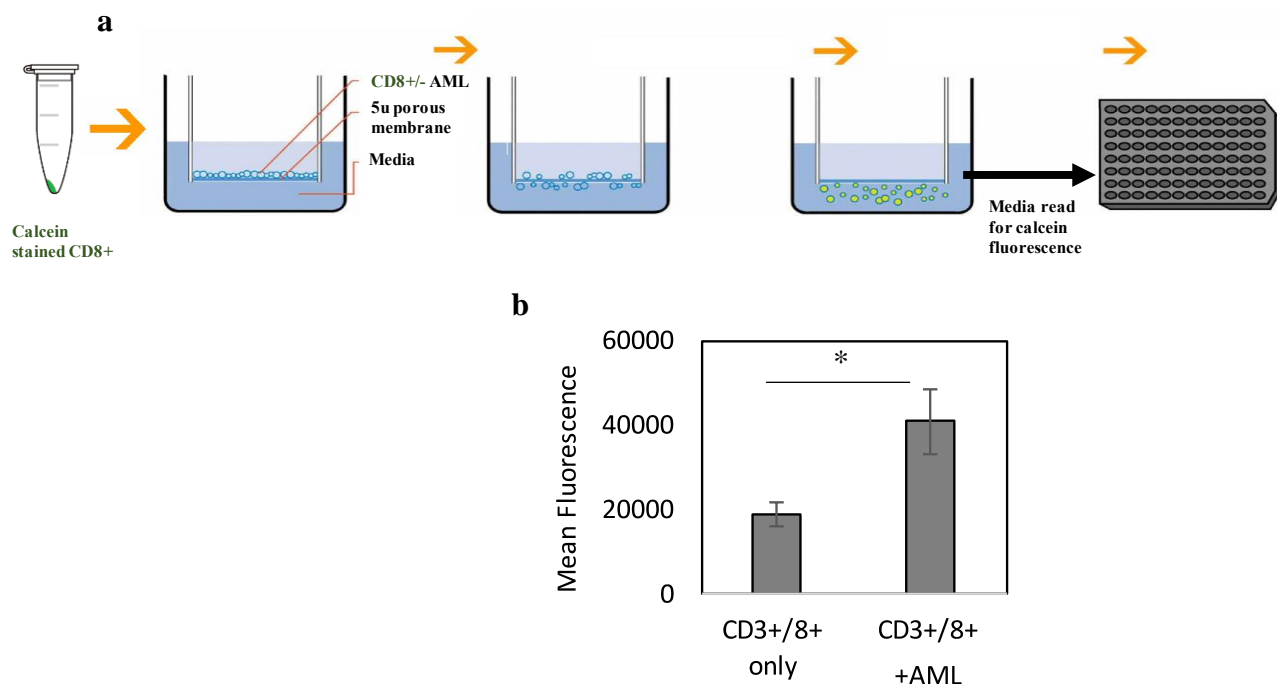 a
CD8+/- AML
5u porous
membrane
Media
Calcein
stained CD8+
Media read
for calcein
fluorescence
b
60000
40000
20000
0
Mean Fluorescence
*
CD3+/8+
only
CD3+/8+
+AML